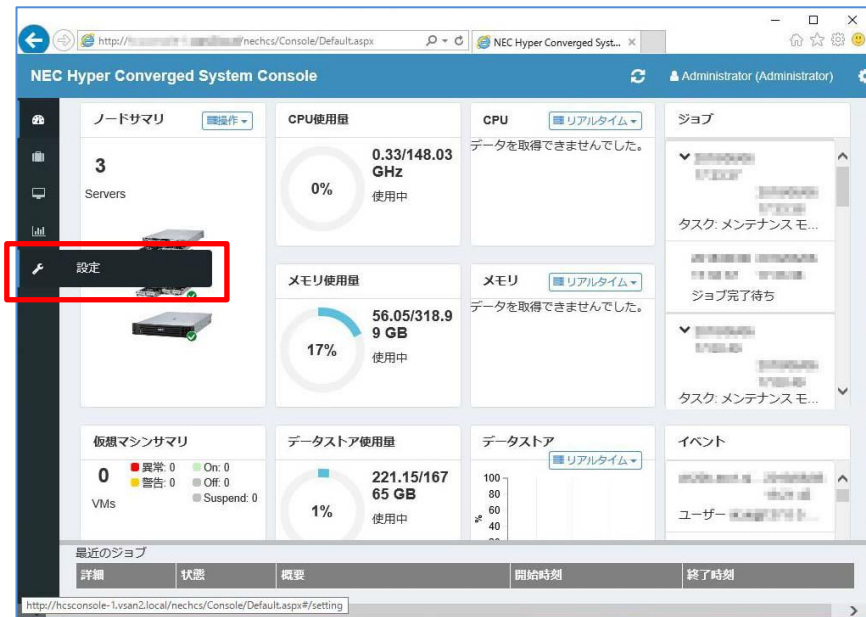 http://
/nechcs/Console/Default.aspx
NEC Hyper Converged Syst...
NEC Hyper Converged System Console
Administrator (Administrator)
ノードサマリ
操作
3
Servers
設定
CPU使用量
0%
0.33/148.03
GHz
使用中
CPU
リアルタイム
データを取得できませんでした。
ジョブ
タスク: メンテナンス モ...
ジョブ完了待ち
タスク: メンテナンス モ...
メモリ使用量
17%
56.05/318.9
9 GB
使用中
メモリ
リアルタイム
データを取得できませんでした。
仮想マシンサマリ
0
VMs
異常: 0
On: 0
警告: 0
Off: 0
Suspend: 0
データストア使用量
1%
221.15/167
65 GB
使用中
データストア
リアルタイム
100
80
60
40
%
イベント
ユーザー
最近のジョブ
詳細 状態 概要 開始時刻 終了時刻
http://hcsconsole-1.vsan2.local/nechcs/Console/Default.aspx#/setting